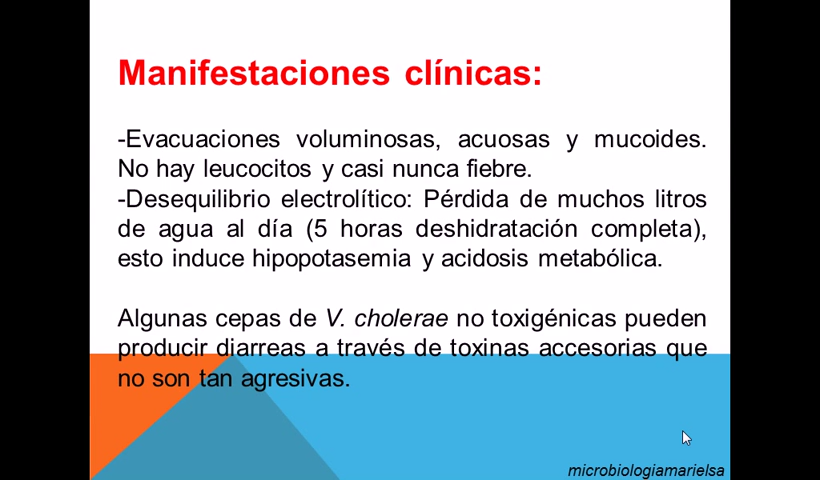 Manifestaciones clínicas:
-Evacuaciones voluminosas, acuosas y mucoides.
No hay leucocitos y casi nunca fiebre.
-Desequilibrio electrolítico: Pérdida de muchos litros
de agua al día (5 horas deshidratación completa),
esto induce hipopotasemia y acidosis metabólica.
Algunas cepas de V. cholerae no toxigénicas pueden
producir diarreas a través de toxinas accesorias que
no son tan agresivas.
microbiologiamarielsa